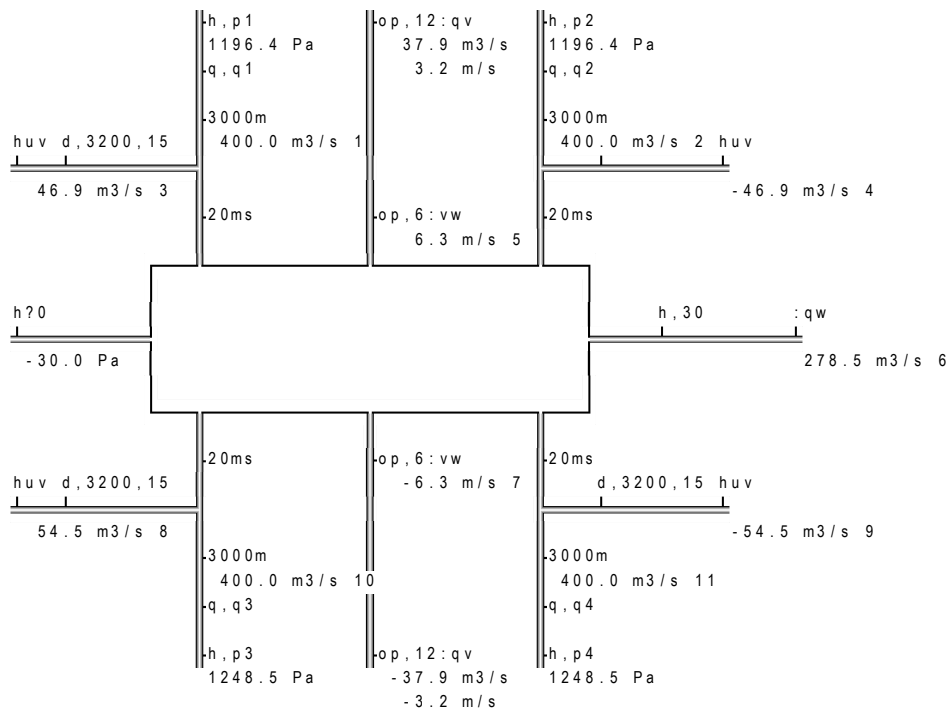 h,p1 op,12:qv h,p2
1196.4 Pa 37.9 m3/s 1196.4 Pa
q,q1 3.2 m/s q,q2
3000m 3000m
huv d,3200,15 400.0 m3/s 1 400.0 m3/s 2 huv
46.9 m3/s 3 -46.9 m3/s 4
20ms op,6:vw 20ms
6.3 m/s 5
h?0 h,30 :qw
-30.0 Pa 278.5 m3/s 6
20ms op,6:vw 20ms
huv d,3200,15 -6.3 m/s 7 d,3200,15 huv
54.5 m3/s 8 -54.5 m3/s 9
3000m 3000m
400.0 m3/s 10 400.0 m3/s 11
q,q3 q,q4
h,p3 op,12:qv h,p4
1248.5 Pa -37.9 m3/s 1248.5 Pa
-3.2 m/s